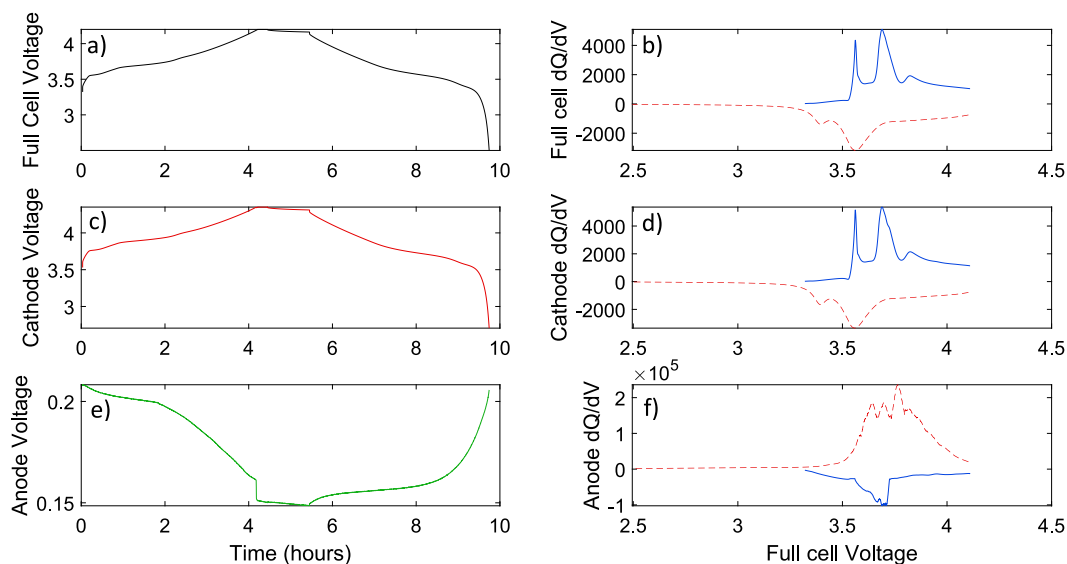 a)
Full Cell Voltage
4
3.5
3
0 2 4 6 8 10
b)
Full cell dQ/dV
4000
2000
0
-2000
2.5 3 3.5 4 4.5
c)
Cathode Voltage
4
3.5
3
0 2 4 6 8 10
d)
Cathode dQ/dV
4000
2000
0
-2000
2.5 3 3.5 4 4.5
e)
Anode Voltage
0.2
0.15
0 2 4 6 8 10
Time (hours)
×10⁵
f)
Anode dQ/dV
2
1
0
-1
2.5 3 3.5 4 4.5
Full cell Voltage